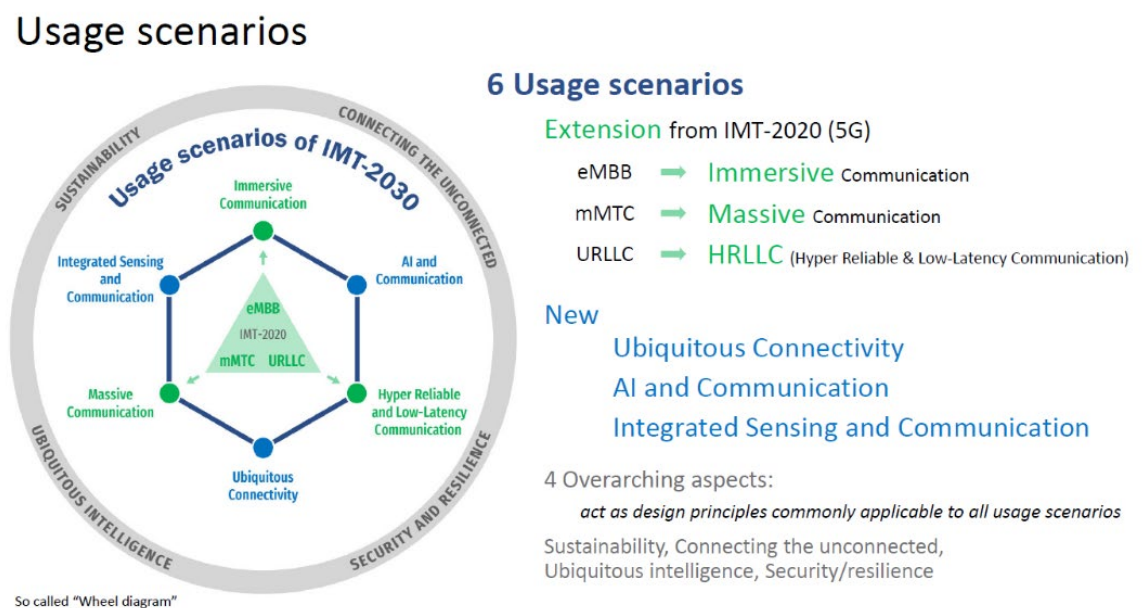 Usage scenarios
SUSTAINABILITY
CONNECTING THE UNCONNECTED
UBIQUITOUS INTELLIGENCE
SECURITY AND RESILIENCE
Usage scenarios of IMT-2030
Immersive
Communication
Integrated Sensing
and
Communication
AI and
Communication
eMBB
IMT-2020
mMTC URLLC
Massive
Communication
Hyper Reliable
and Low-Latency
Communication
Ubiquitous
Connectivity
So called “Wheel diagram”
6 Usage scenarios
Extension from IMT-2020 (5G)
eMBB Immersive Communication
mMTC Massive Communication
URLLC HRLLC (Hyper Reliable & Low-Latency Communication)
New
Ubiquitous Connectivity
AI and Communication
Integrated Sensing and Communication
4 Overarching aspects:
act as design principles commonly applicable to all usage scenarios
Sustainability, Connecting the unconnected,
Ubiquitous intelligence, Security/resilience